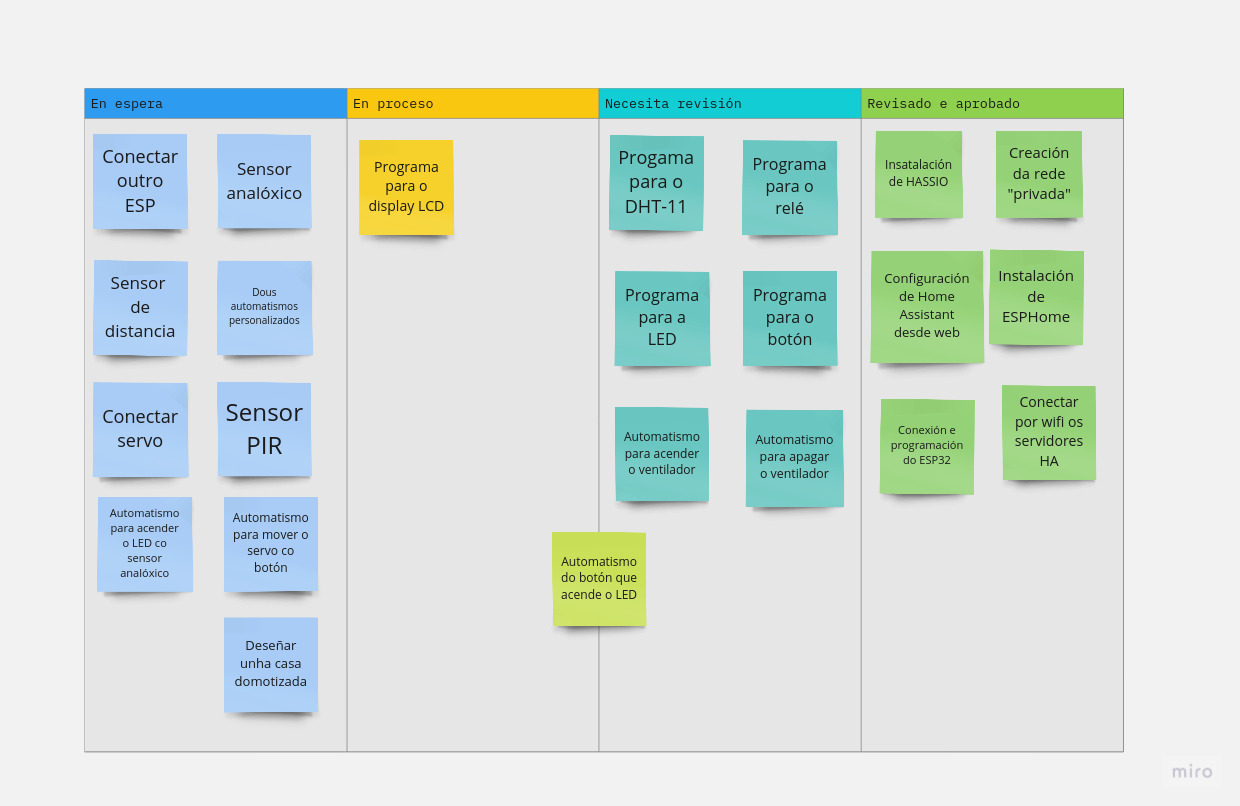 En espera
En proceso
Necesita revisión
Revisado e aprobado
Conectar
outro
ESP
Sensor
analóxico
Sensor
de
distancia
Dous
automatismos
personalizados
Conectar
servo
Sensor
PIR
Automatismo
para acender
o LED co
sensor
analóxico
Automatismo
para mover o
servo co
botón
Deseñar
unha casa
domotizada
Programa
para o
display LCD
Progama
para o
DHT-11
Programa
para o
relé
Programa
para a
LED
Programa
para o
botón
Automatismo
para acender
o ventilador
Automatismo
para apagar
o ventilador
Automatismo
do botón que
acende o LED
Insatalación
de HASSIO
Creación
da rede
"privada"
Configuración
de Home
Assistant
desde web
Instalación
de
ESPHome
Conexión e
programación
do ESP32
Conectar
por wifi os
servidores
HA
miro